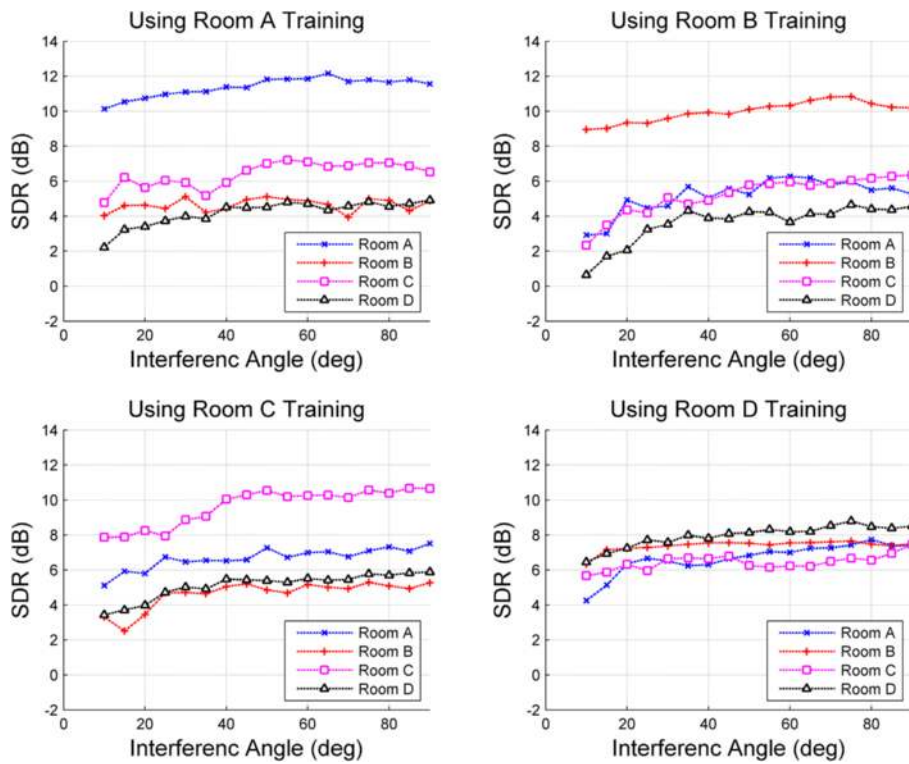 Using Room A Training
14
12
10
8
6
4
2
0
-2
SDR (dB)
Room A
Room B
Room C
Room D
0
20
40
60
80
Interferenc Angle (deg)
Using Room B Training
14
12
10
8
6
4
2
0
-2
SDR (dB)
Room A
Room B
Room C
Room D
0
20
40
60
80
Interferenc Angle (deg)
Using Room C Training
14
12
10
8
6
4
2
0
-2
SDR (dB)
Room A
Room B
Room C
Room D
0
20
40
60
80
Interferenc Angle (deg)
Using Room D Training
14
12
10
8
6
4
2
0
-2
SDR (dB)
Room A
Room B
Room C
Room D
0
20
40
60
80
Interferenc Angle (deg)